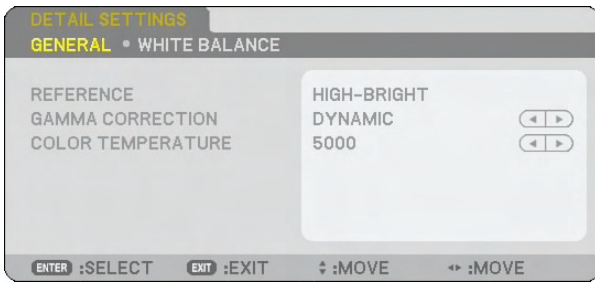 DETAIL SETTINGS
GENERAL • WHITE BALANCE
REFERENCE HIGH-BRIGHT
GAMMA CORRECTION DYNAMIC
COLOR TEMPERATURE 5000
ENTER :SELECT EXIT :EXIT :MOVE :MOVE